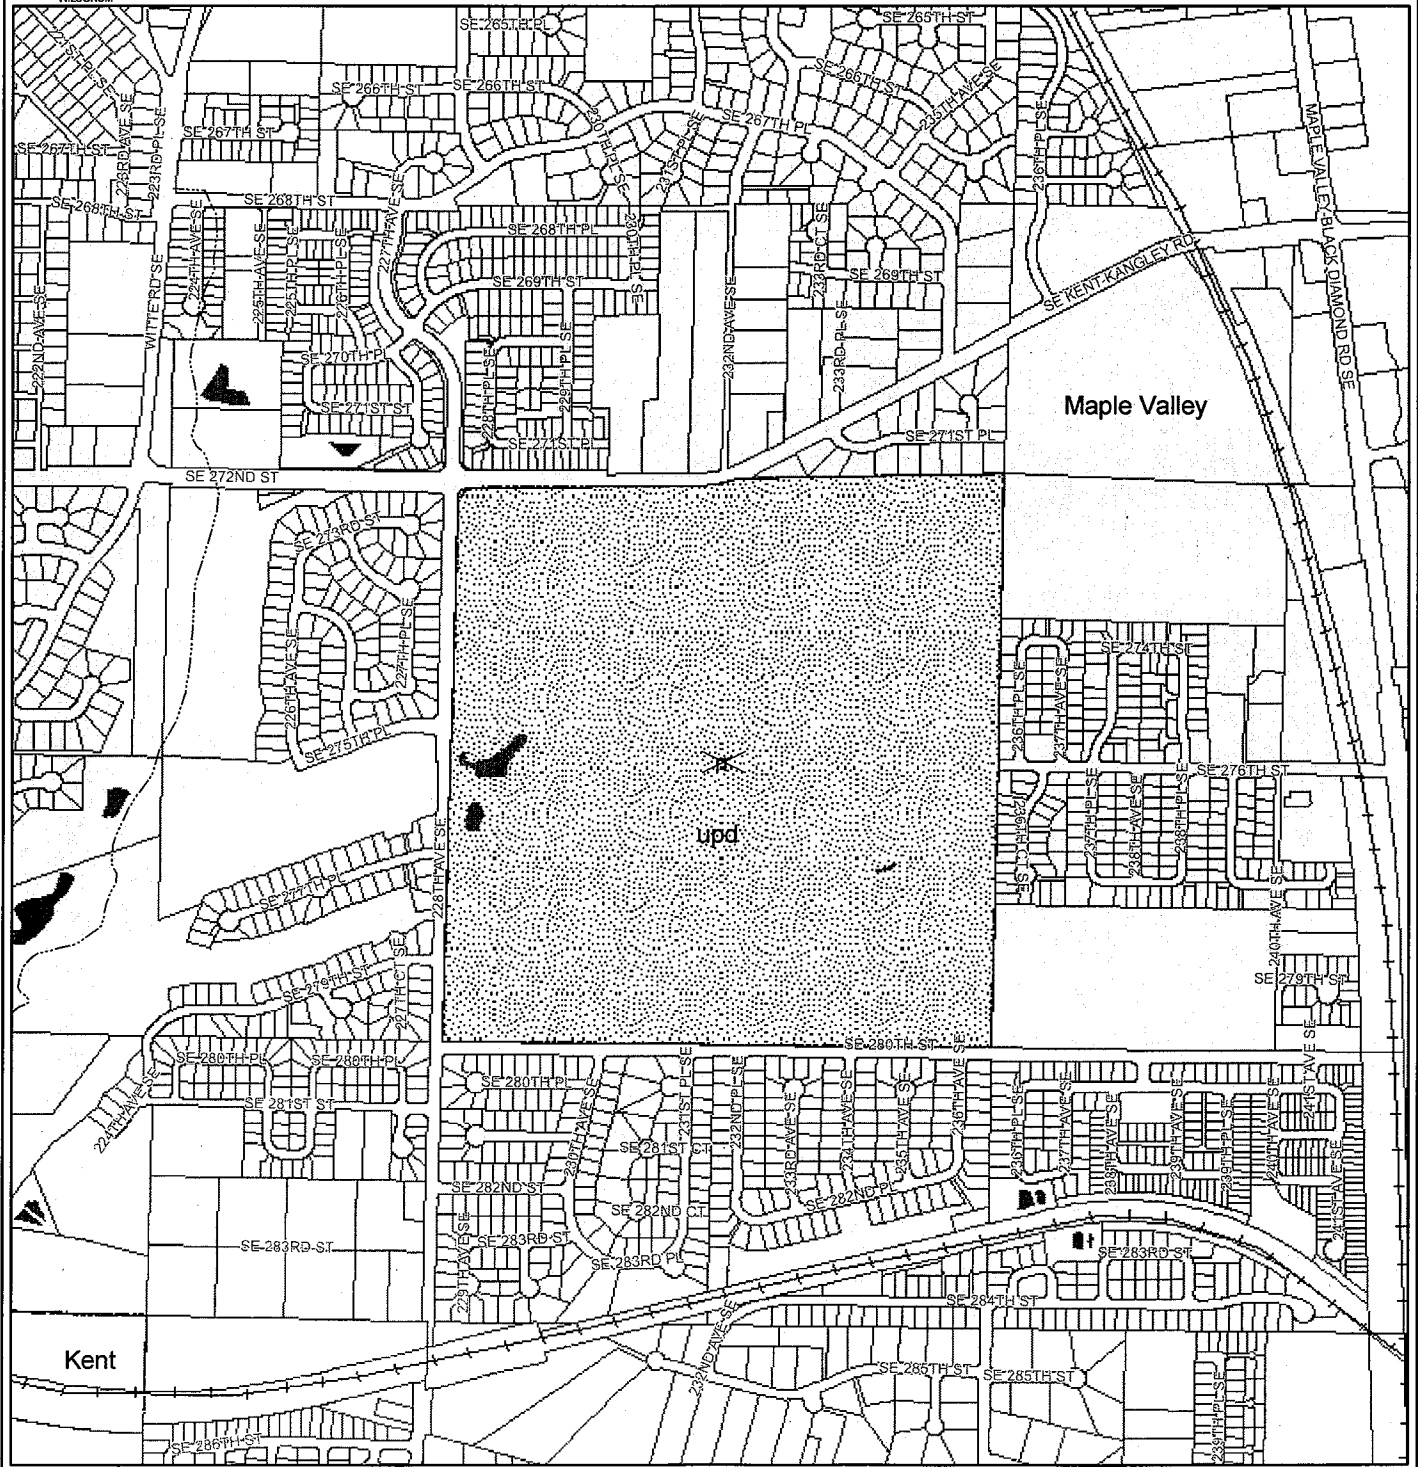 SE 265TH PL
SE 265TH ST
221ST PL SE
SE 266TH ST
SE 266TH ST
SE 266TH ST
235TH AVE SE
223RD AVE SE
223RD PL SE
SE 267TH ST
SE 267TH ST
230TH PL SE
231ST PL SE
SE 267TH PL
236TH PL SE
MAPLE VALLEY-BLACK DIAMOND RD SE
SE 268TH ST
SE 268TH ST
224TH AVE SE
225TH AVE SE
225TH PL SE
226TH PL SE
227TH AVE SE
SE 268TH PL
230TH PL SE
233RD CT SE
SE 269TH ST
SE 269TH ST
SE KENT-KANGLEY RD
222ND AVE SE
WITTE RD SE
232ND AVE SE
233RD PL SE
SE 270TH PL
228TH PL SE
229TH PL SE
SE 271ST ST
SE 271ST PL
SE 271ST PL
Maple Valley
SE 272ND ST
SE 273RD ST
227TH PL SE
226TH AVE SE
SE 275TH PL
SE 274TH ST
236TH PL SE
237TH AVE SE
SE 276TH ST
236TH CT SE
237TH PL SE
238TH AVE SE
238TH PL SE
upd
228TH AVE SE
SE 277TH PL
240TH AVE SE
227TH CT SE
SE 279TH ST
SE 279TH ST
SE 280TH ST
SE 280TH PL
SE 280TH PL
SE 280TH PL
224TH AVE SE
SE 281ST ST
230TH AVE SE
231ST PL SE
232ND PL SE
233RD AVE SE
234TH AVE SE
235TH AVE SE
236TH AVE SE
236TH PL SE
237TH AVE SE
238TH AVE SE
239TH AVE SE
239TH PL SE
240TH AVE SE
241ST AVE SE
241ST AVE SE
SE 281ST CT
SE 282ND ST
SE 282ND CT
SE 282ND PL
229TH AVE SE
SE 283RD ST
SE 283RD ST
SE 283RD PL
SE 283RD ST
SE 284TH ST
232ND AVE SE
Kent
SE 285TH ST
SE 285TH ST
239TH PL SE
SE 286TH ST